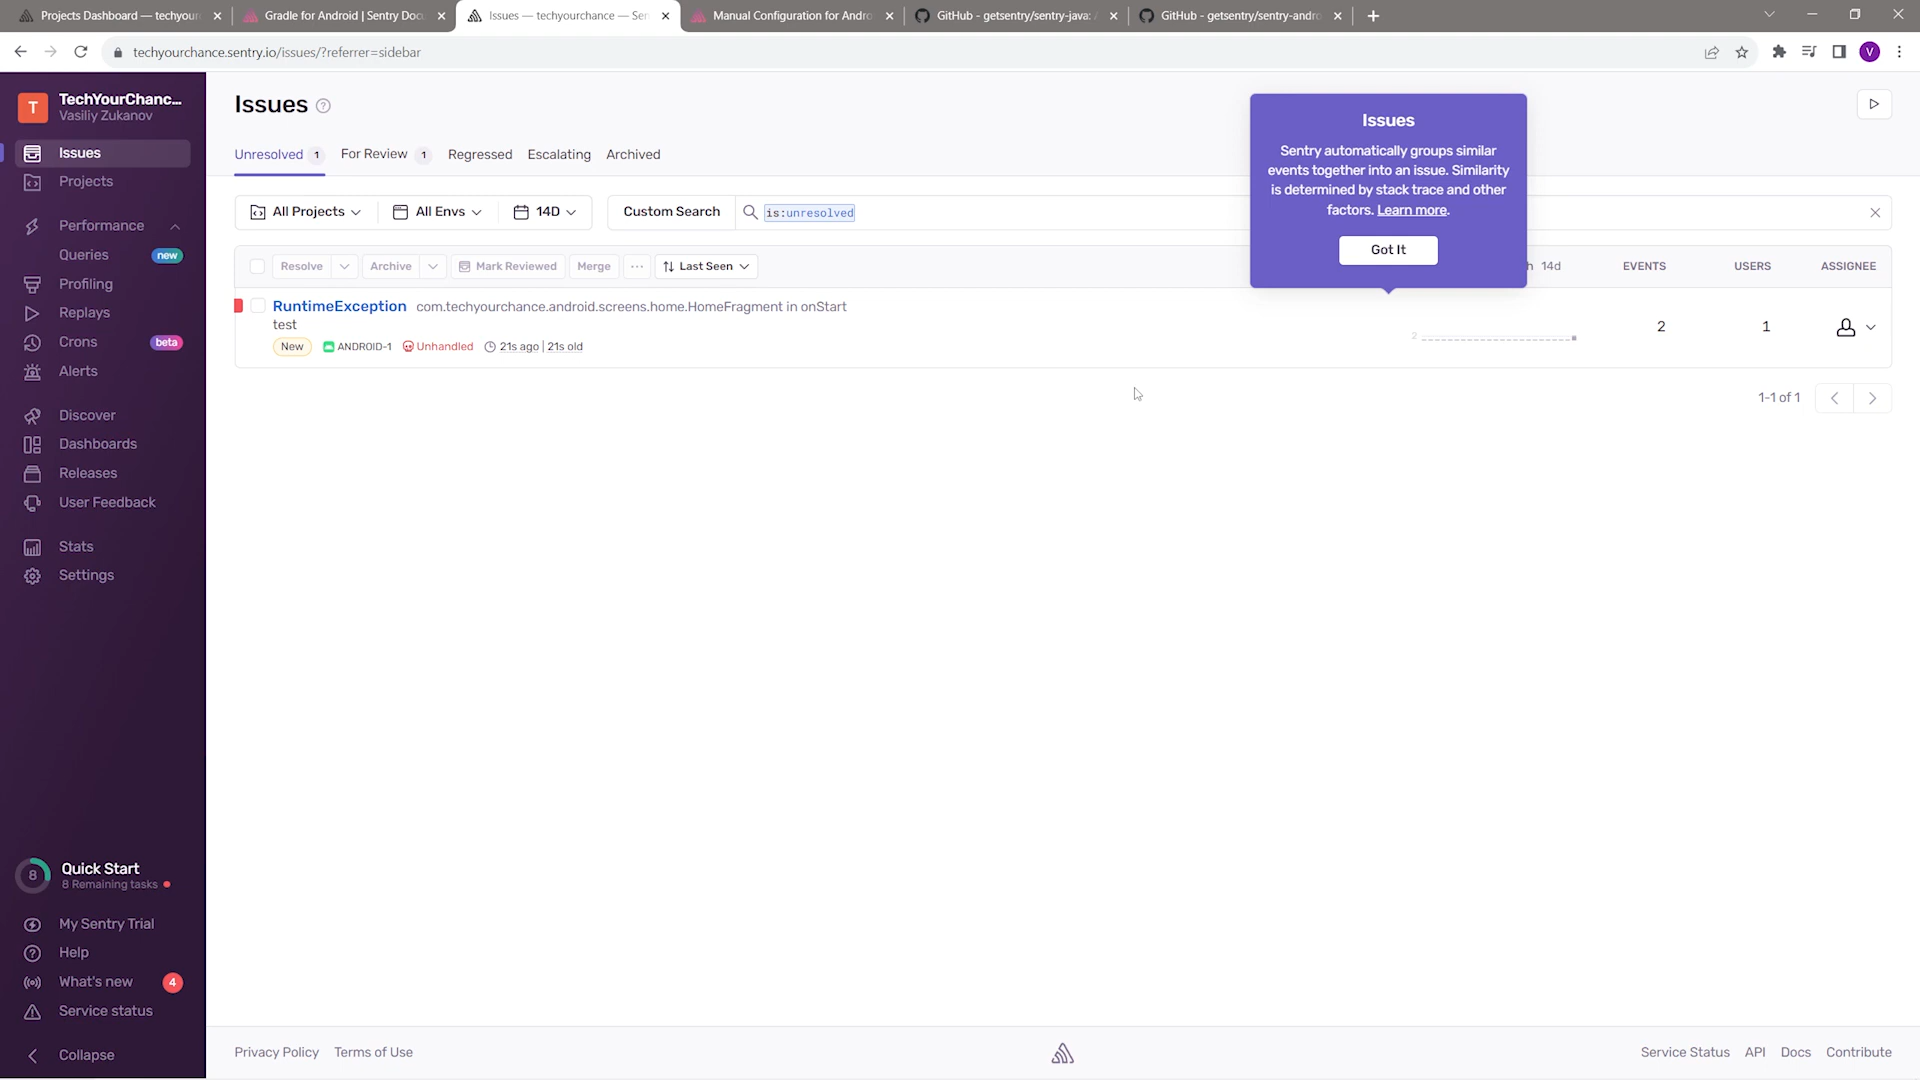 Projects Dashboard — techyour
Gradle for Android | Sentry Docu
Issues — techyourchance — Sen
Manual Configuration for Andro
GitHub - getsentry/sentry-java: A
GitHub - getsentry/sentry-andro
techyourchance.sentry.io/issues/?referrer=sidebar
V
T
TechYourChanc...
Vasiliy Zukanov
Issues
Projects
Performance
Queries new
Profiling
Replays
Crons beta
Alerts
Discover
Dashboards
Releases
User Feedback
Stats
Settings
8
Quick Start
8 Remaining tasks
My Sentry Trial
Help
What's new 4
Service status
Collapse
Issues
Unresolved 1 For Review 1 Regressed Escalating Archived
All Projects All Envs 14D Custom Search is:unresolved
Resolve Archive Mark Reviewed Merge ... Last Seen
h 14d EVENTS USERS ASSIGNEE
Issues
Sentry automatically groups similar
events together into an issue. Similarity
is determined by stack trace and other
factors. Learn more.
Got It
RuntimeException com.techyourchance.android.screens.home.HomeFragment in onStart
test
New ANDROID-1 Unhandled 21s ago | 21s old
2
2 1
1-1 of 1
Privacy Policy Terms of Use
Service Status API Docs Contribute